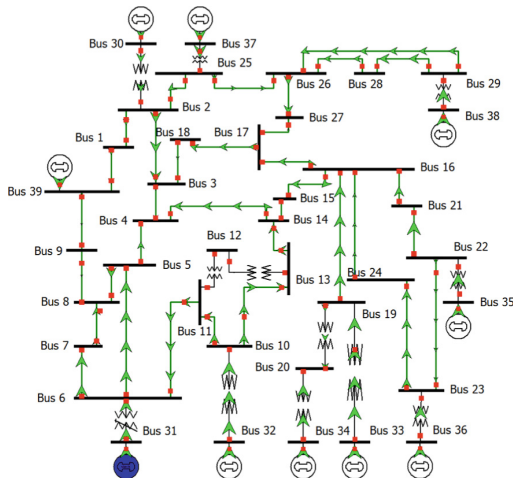 Bus 30
Bus 37
Bus 25
Bus 26
Bus 28
Bus 29
Bus 2
Bus 38
Bus 27
Bus 1
Bus 18
Bus 17
Bus 16
Bus 39
Bus 3
Bus 15
Bus 21
Bus 4
Bus 14
Bus 12
Bus 9
Bus 5
Bus 13
Bus 22
Bus 24
Bus 8
Bus 35
Bus 11
Bus 19
Bus 7
Bus 10
Bus 20
Bus 6
Bus 23
Bus 31
Bus 32
Bus 34
Bus 33
Bus 36